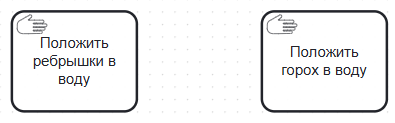 Положить
ребрышки в
воду
Положить
горох в воду